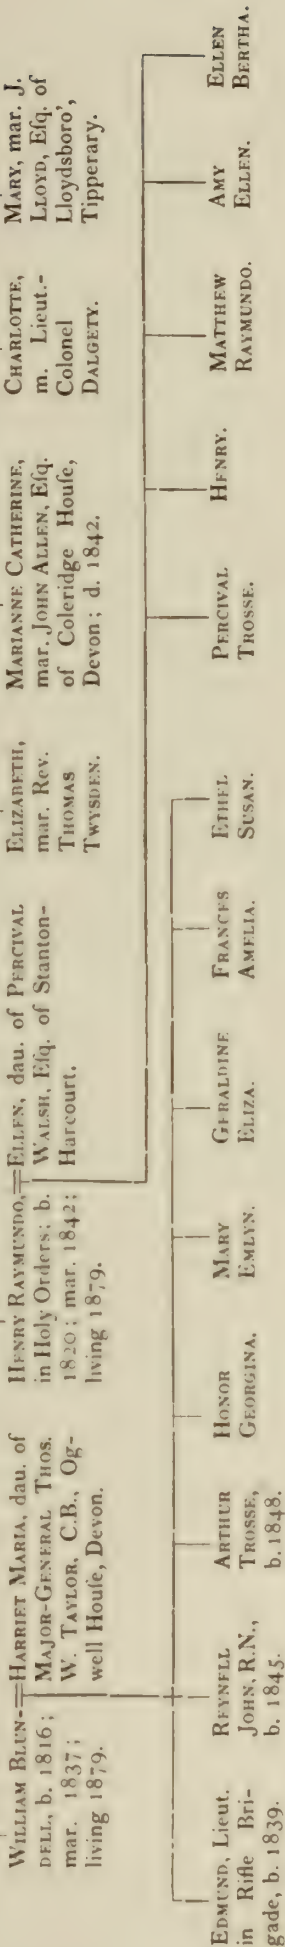 WILLIAM BLUN-
DELL, b. 1816;
mar. 1837;
living 1879.
HARRIET MARIA, dau. of
MAJOR-GENERAL THOS.
W. TAYLOR, C.B., Og-
well Houſe, Devon.
HENRY RAYMUNDO,
in Holy Orders; b.
1820; mar. 1842;
living 1879.
ELLEN, dau. of PERCIVAL
WALSH, Eſq. of Stanton-
Harcourt.
ELIZABETH,
mar. Rev.
THOMAS
TWYSDEN.
MARIANNE CATHERINE,
mar. JOHN ALLEN, Eſq.
of Coleridge Houſe,
Devon; d. 1842.
CHARLOTTE,
m. Lieut.-
Colonel
DALGETY.
MARY, mar. J.
LLOYD, Eſq. of
Lloydsboro',
Tipperary.
EDMUND, Lieut.
in Rifle Bri-
gade, b. 1839.
REYNELL
JOHN, R.N.,
b. 1845.
ARTHUR
TROSSE,
b. 1848.
HONOR
GEORGINA.
MARY
EMLYN.
GERALDINE
ELIZA.
FRANCES
AMELIA.
ETHEL
SUSAN.
PERCIVAL
TROSSE.
HENRY.
MATTHEW
RAYMUNDO.
AMY
ELLEN.
ELLEN
BERTHA.